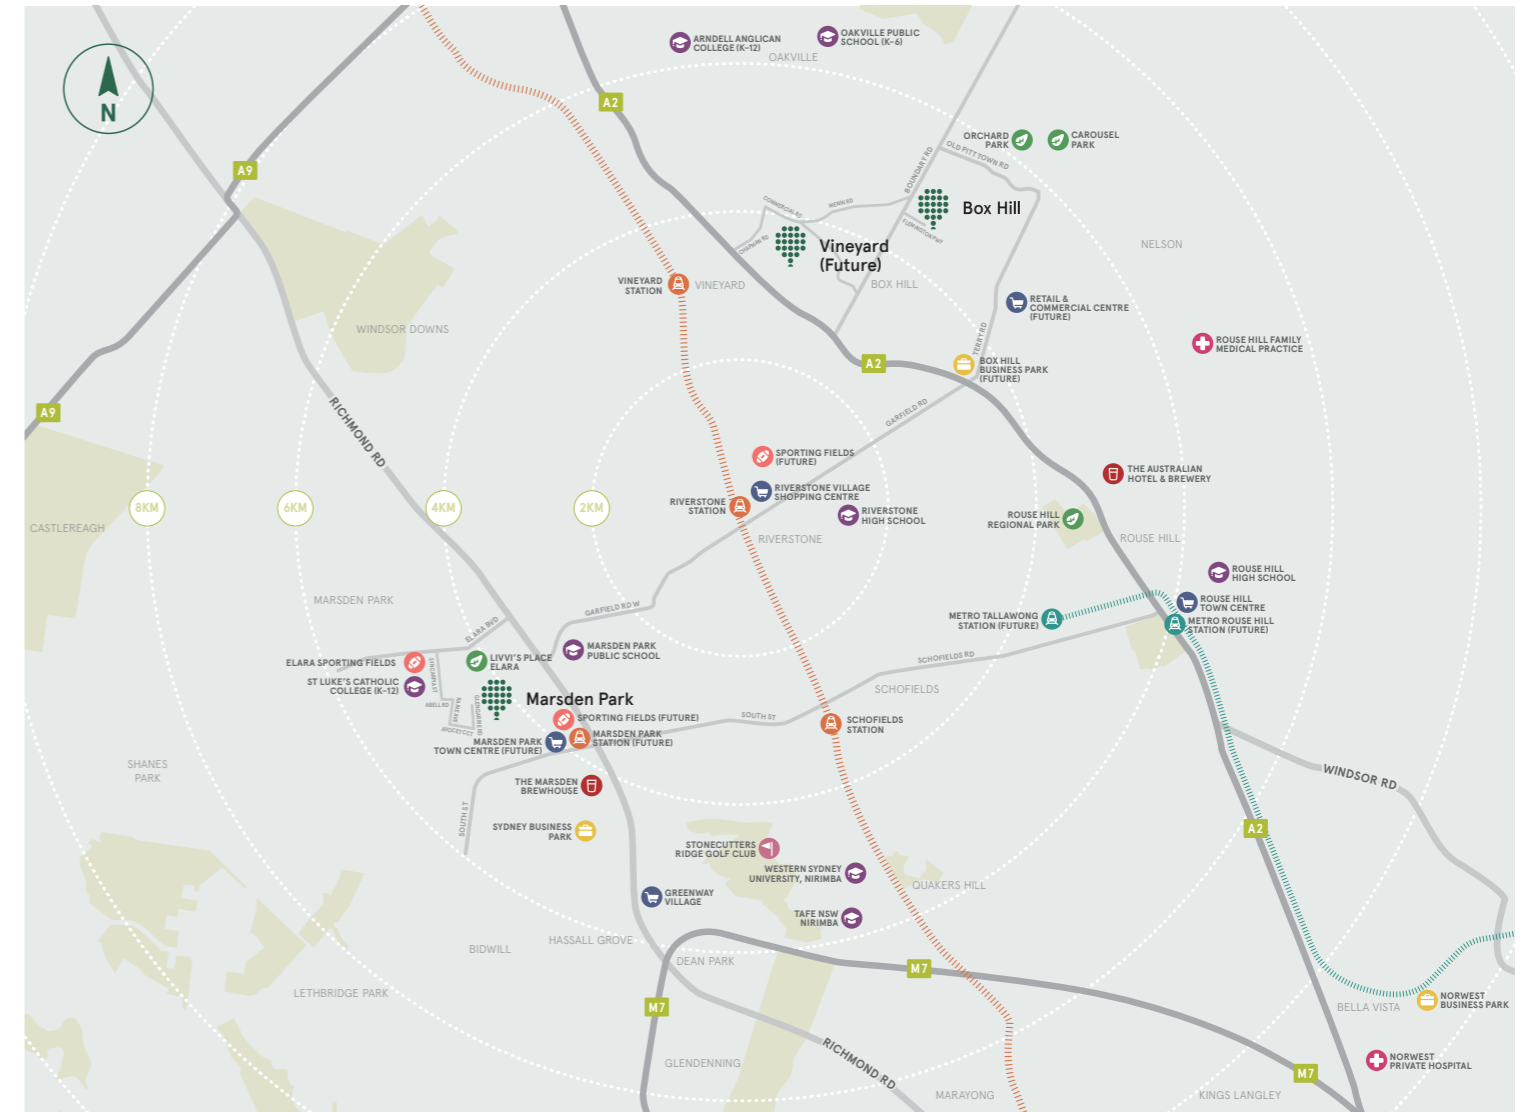 ARNDELL ANGLICAN
COLLEGE (K-12)
OAKVILLE PUBLIC
SCHOOL (K-6)
OAKVILLE
N
A2
A9
ORCHARD
PARK
CAROUSEL
PARK
BOUNDARY RD
OLD PITT TOWN RD
COMMERCIAL RD
MENIN RD
CHAPMAN RD
FLEMINGTON PWY
Box Hill
Vineyard
(Future)
NELSON
VINEYARD
STATION
VINEYARD
BOX HILL
RETAIL &
COMMERCIAL CENTRE
(FUTURE)
WINDSOR DOWNS
TERRY RD
ROUSE HILL FAMILY
MEDICAL PRACTICE
A2
BOX HILL
BUSINESS PARK
(FUTURE)
A9
RICHMOND RD
GARFIELD RD
SPORTING FIELDS
(FUTURE)
THE AUSTRALIAN
HOTEL & BREWERY
RIVERSTONE VILLAGE
SHOPPING CENTRE
RIVERSTONE
STATION
RIVERSTONE
HIGH SCHOOL
ROUSE HILL
REGIONAL PARK
8KM
6KM
4KM
2KM
CASTLEREAGH
RIVERSTONE
ROUSE HILL
ROUSE HILL
HIGH SCHOOL
MARSDEN PARK
GARFIELD RD W
ROUSE HILL
TOWN CENTRE
METRO TALLAWONG
STATION (FUTURE)
METRO ROUSE HILL
STATION (FUTURE)
ELARA BVD
MARSDEN PARK
PUBLIC SCHOOL
ELARA SPORTING FIELDS
LIVVI'S PLACE
ELARA
SCHOFIELDS RD
ST LUKE'S CATHOLIC
COLLEGE (K-12)
SCHOFIELDS
ABELL RD
Marsden Park
SPORTING FIELDS (FUTURE)
SOUTH ST
SCHOFIELDS
STATION
MARSDEN PARK
STATION (FUTURE)
MARSDEN PARK
TOWN CENTRE (FUTURE)
SHANES
PARK
WINDSOR RD
THE MARSDEN
BREWHOUSE
SOUTH ST
SYDNEY BUSINESS
PARK
A2
STONECUTTERS
RIDGE GOLF CLUB
WESTERN SYDNEY
UNIVERSITY, NIRIMBA
QUAKERS HILL
GREENWAY
VILLAGE
TAFE NSW
NIRIMBA
BIDWILL
HASSALL GROVE
DEAN PARK
M7
LETHBRIDGE PARK
M7
BELLA VISTA
NORWEST
BUSINESS PARK
GLENDENNING
RICHMOND RD
NORWEST
PRIVATE HOSPITAL
M7
MARAYONG
KINGS LANGLEY